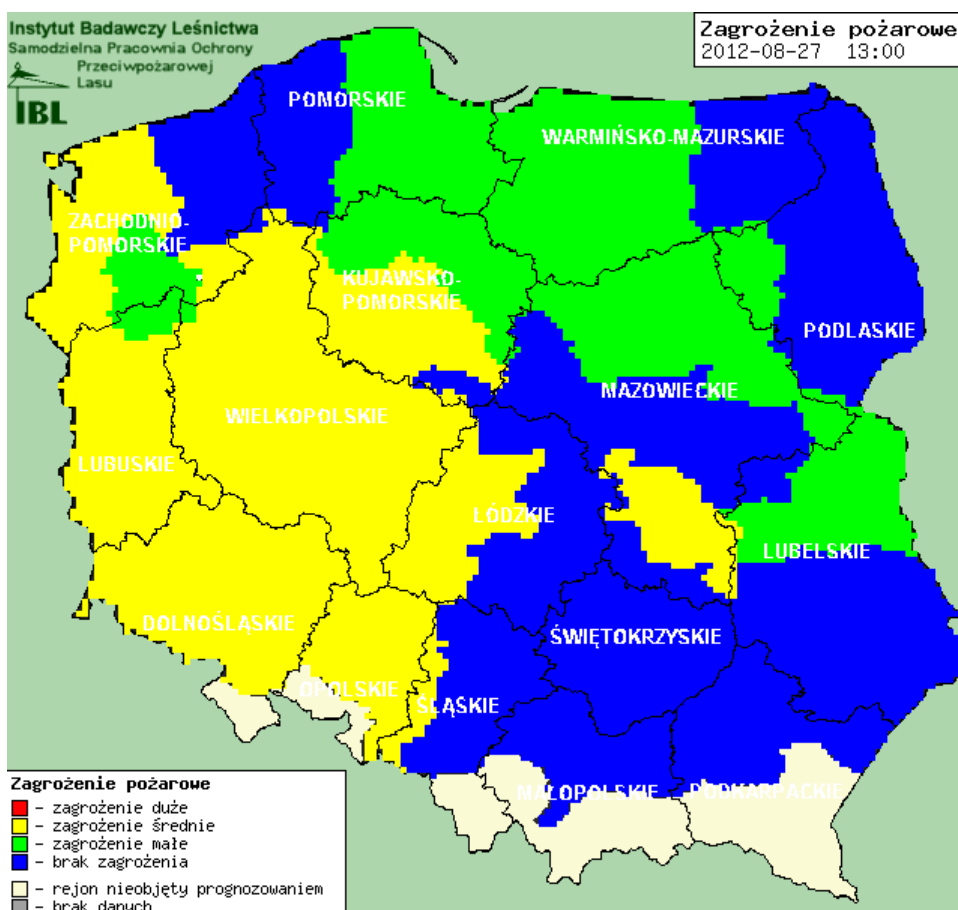 Instytut Badawczy Leśnictwa
Samodzielna Pracownia Ochrony
Przeciwpożarowej
Lasu
IBL
Zagrożenie pożarowe
2012-08-27 13:00
POMORSKIE
WARMIŃSKO-MAZURSKIE
ZACHODNIO-
POMORSKIE
KUJAWSKO-
POMORSKIE
PODLASKIE
MAZOWIECKIE
WIELKOPOLSKIE
LUBUSKIE
ŁÓDZKIE
LUBELSKIE
DOLNOŚLĄSKIE
ŚWIĘTOKRZYSKIE
OPOLSKIE
ŚLĄSKIE
MAŁOPOLSKIE
PODKARPACKIE
Zagrożenie pożarowe
- zagrożenie duże
- zagrożenie średnie
- zagrożenie małe
- brak zagrożenia
- rejon nieobjęty prognozowaniem
- brak danych